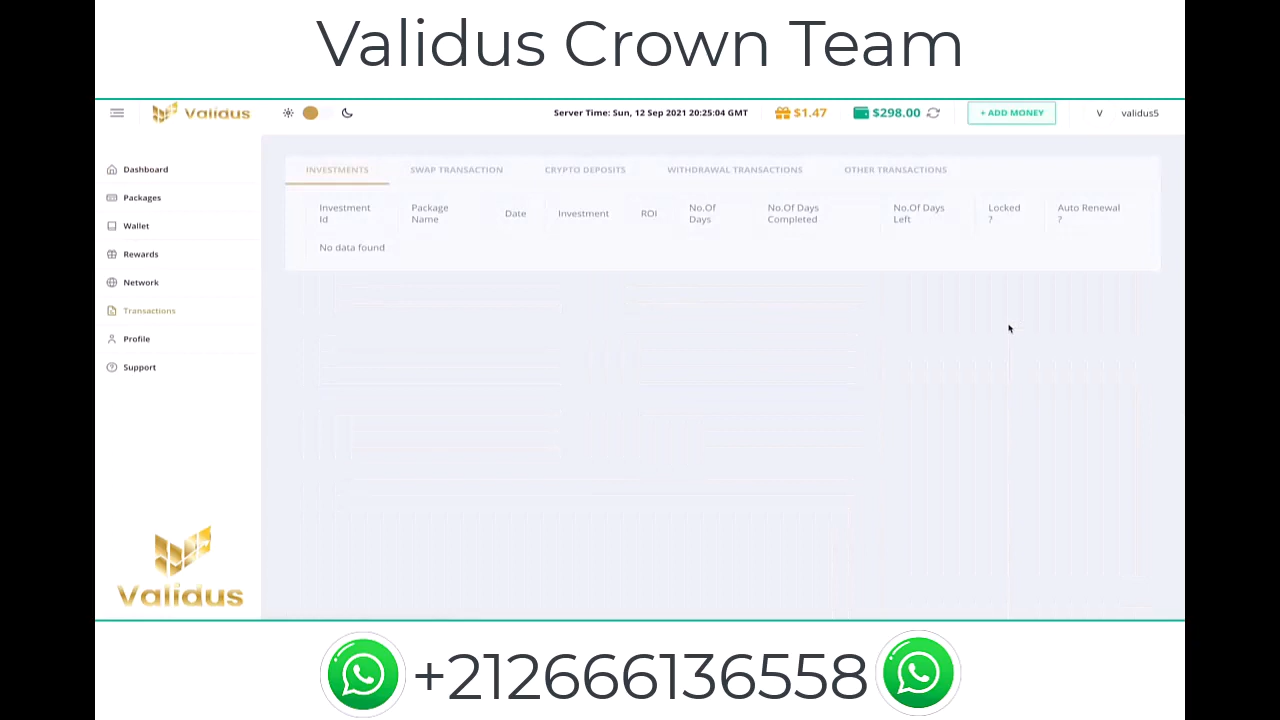 Validus Crown Team
Validus
Server Time: Sun, 12 Sep 2021 20:25:04 GMT
$1.47
$298.00
+ ADD MONEY
V
validus5
Dashboard
Packages
Wallet
Rewards
Network
Transactions
Profile
Support
INVESTMENTS
SWAP TRANSACTION
CRYPTO DEPOSITS
WITHDRAWAL TRANSACTIONS
OTHER TRANSACTIONS
Investment
Id
Package
Name
Date
Investment
ROI
No.Of
Days
No.Of Days
Completed
No.Of Days
Left
Locked
?
Auto Renewal
?
No data found
Validus
+212666136558